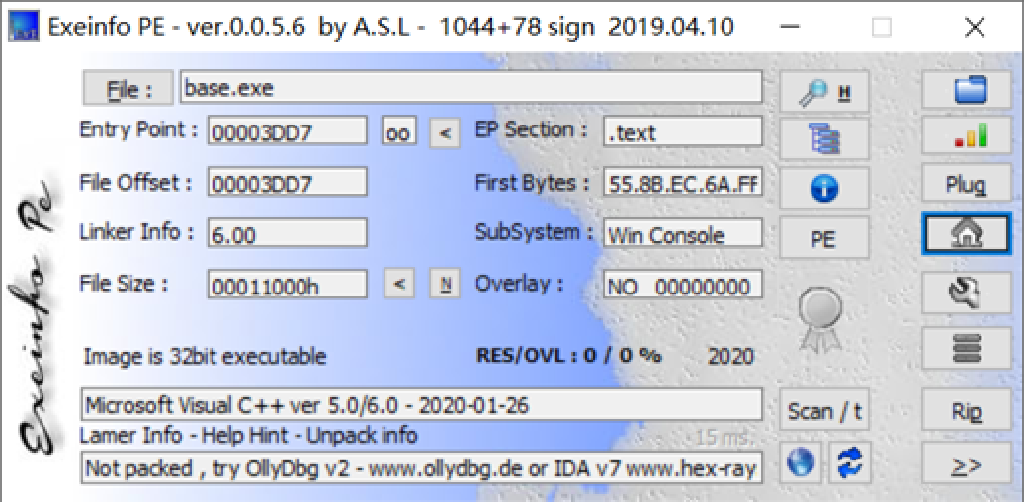 Exeinfo PE - ver.0.0.5.6 by A.S.L - 1044+78 sign 2019.04.10
File : base.exe H
Entry Point : 00003DD7 oo < EP Section : .text
File Offset : 00003DD7 First Bytes : 55.8B.EC.6A.FF Plug
Linker Info : 6.00 SubSystem : Win Console PE
File Size : 00011000h < N Overlay : NO 00000000
Image is 32bit executable RES/OVL : 0 / 0 % 2020
Microsoft Visual C++ ver 5.0/6.0 - 2020-01-26 Scan / t Rip
Lamer Info - Help Hint - Unpack info 15 ms.
Not packed , try OllyDbg v2 - www.ollydbg.de or IDA v7 www.hex-ray >>
Exeinfo Pe